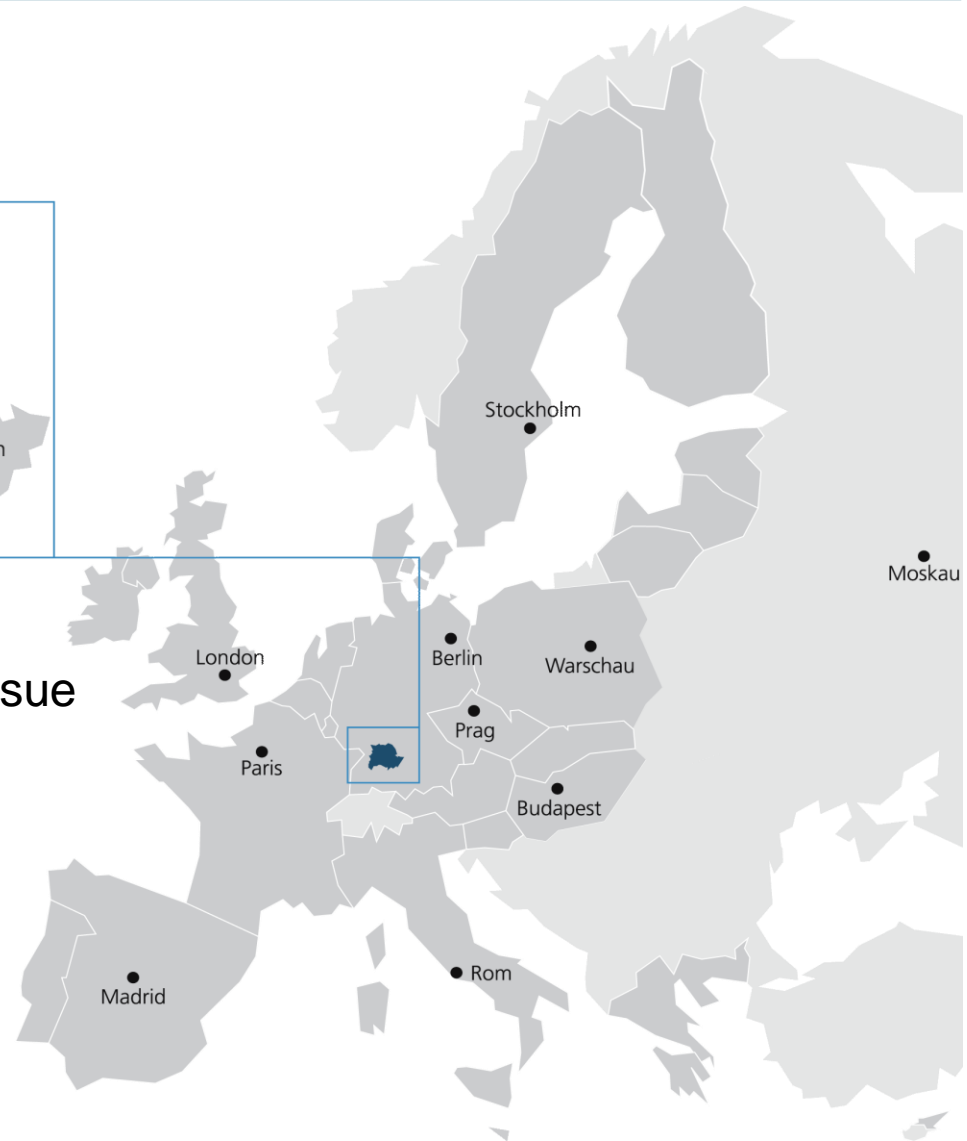 Stockholm
Moskau
London
Berlin
Warschau
sue
Prag
Paris
Budapest
Rom
Madrid